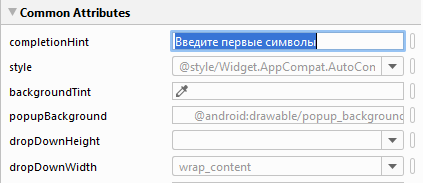 Common Attributes
completionHint Введите первые символы
style @style/Widget.AppCompat.AutoCon
backgroundTint
popupBackground @android:drawable/popup_background
dropDownHeight
dropDownWidth wrap_content